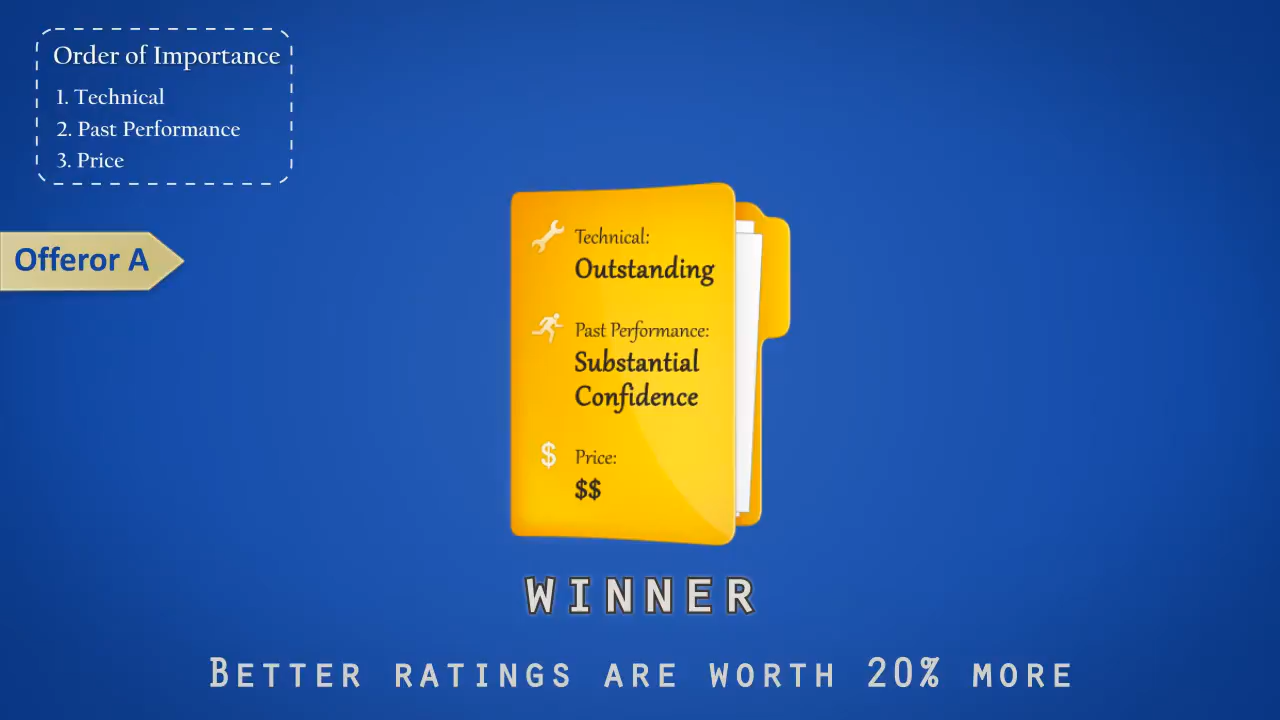 Order of Importance
1. Technical
2. Past Performance
3. Price
Offeror A
Technical:
Outstanding
Past Performance:
Substantial
Confidence
$
Price:
$$
WINNER
BETTER RATINGS ARE WORTH 20% MORE